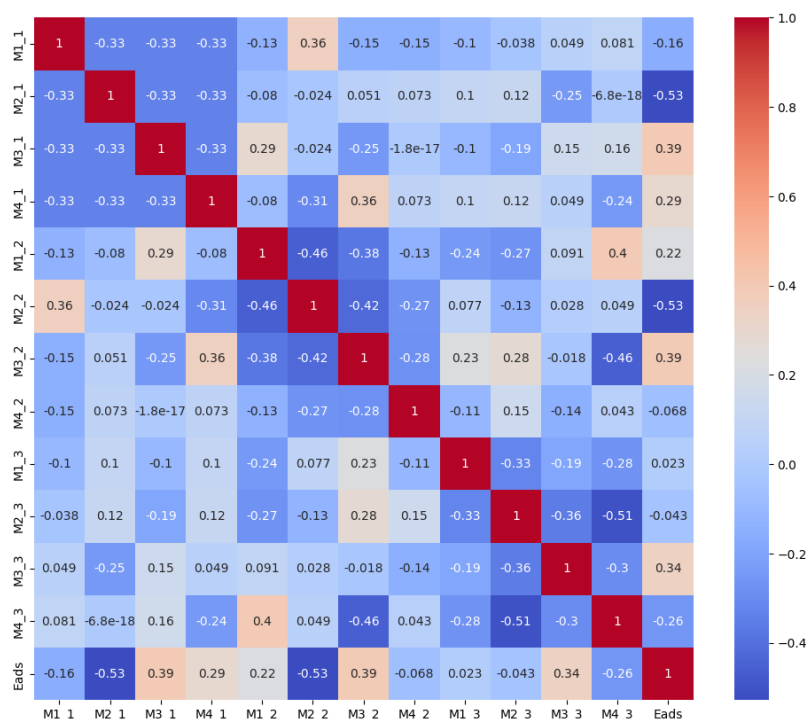 M1_1 1 -0.33 -0.33 -0.33 -0.13 0.36 -0.15 -0.15 -0.1 -0.038 0.049 0.081 -0.16
M2_1 -0.33 1 -0.33 -0.33 -0.08 -0.024 0.051 0.073 0.1 0.12 -0.25 -6.8e-18 -0.53
M3_1 -0.33 -0.33 1 -0.33 0.29 -0.024 -0.25 -1.8e-17 -0.1 -0.19 0.15 0.16 0.39
M4_1 -0.33 -0.33 -0.33 1 -0.08 -0.31 0.36 0.073 0.1 0.12 0.049 -0.24 0.29
M1_2 -0.13 -0.08 0.29 -0.08 1 -0.46 -0.38 -0.13 -0.24 -0.27 0.091 0.4 0.22
M2_2 0.36 -0.024 -0.024 -0.31 -0.46 1 -0.42 -0.27 0.077 -0.13 0.028 0.049 -0.53
M3_2 -0.15 0.051 -0.25 0.36 -0.38 -0.42 1 -0.28 0.23 0.28 -0.018 -0.46 0.39
M4_2 -0.15 0.073 -1.8e-17 0.073 -0.13 -0.27 -0.28 1 -0.11 0.15 -0.14 0.043 -0.068
M1_3 -0.1 0.1 -0.1 0.1 -0.24 0.077 0.23 -0.11 1 -0.33 -0.19 -0.28 0.023
M2_3 -0.038 0.12 -0.19 0.12 -0.27 -0.13 0.28 0.15 -0.33 1 -0.36 -0.51 -0.043
M3_3 0.049 -0.25 0.15 0.049 0.091 0.028 -0.018 -0.14 -0.19 -0.36 1 -0.3 0.34
M4_3 0.081 -6.8e-18 0.16 -0.24 0.4 0.049 -0.46 0.043 -0.28 -0.51 -0.3 1 -0.26
Eads -0.16 -0.53 0.39 0.29 0.22 -0.53 0.39 -0.068 0.023 -0.043 0.34 -0.26 1
M1_1 M2_1 M3_1 M4_1 M1_2 M2_2 M3_2 M4_2 M1_3 M2_3 M3_3 M4_3 Eads
1.0
0.8
0.6
0.4
0.2
0.0
−0.2
−0.4